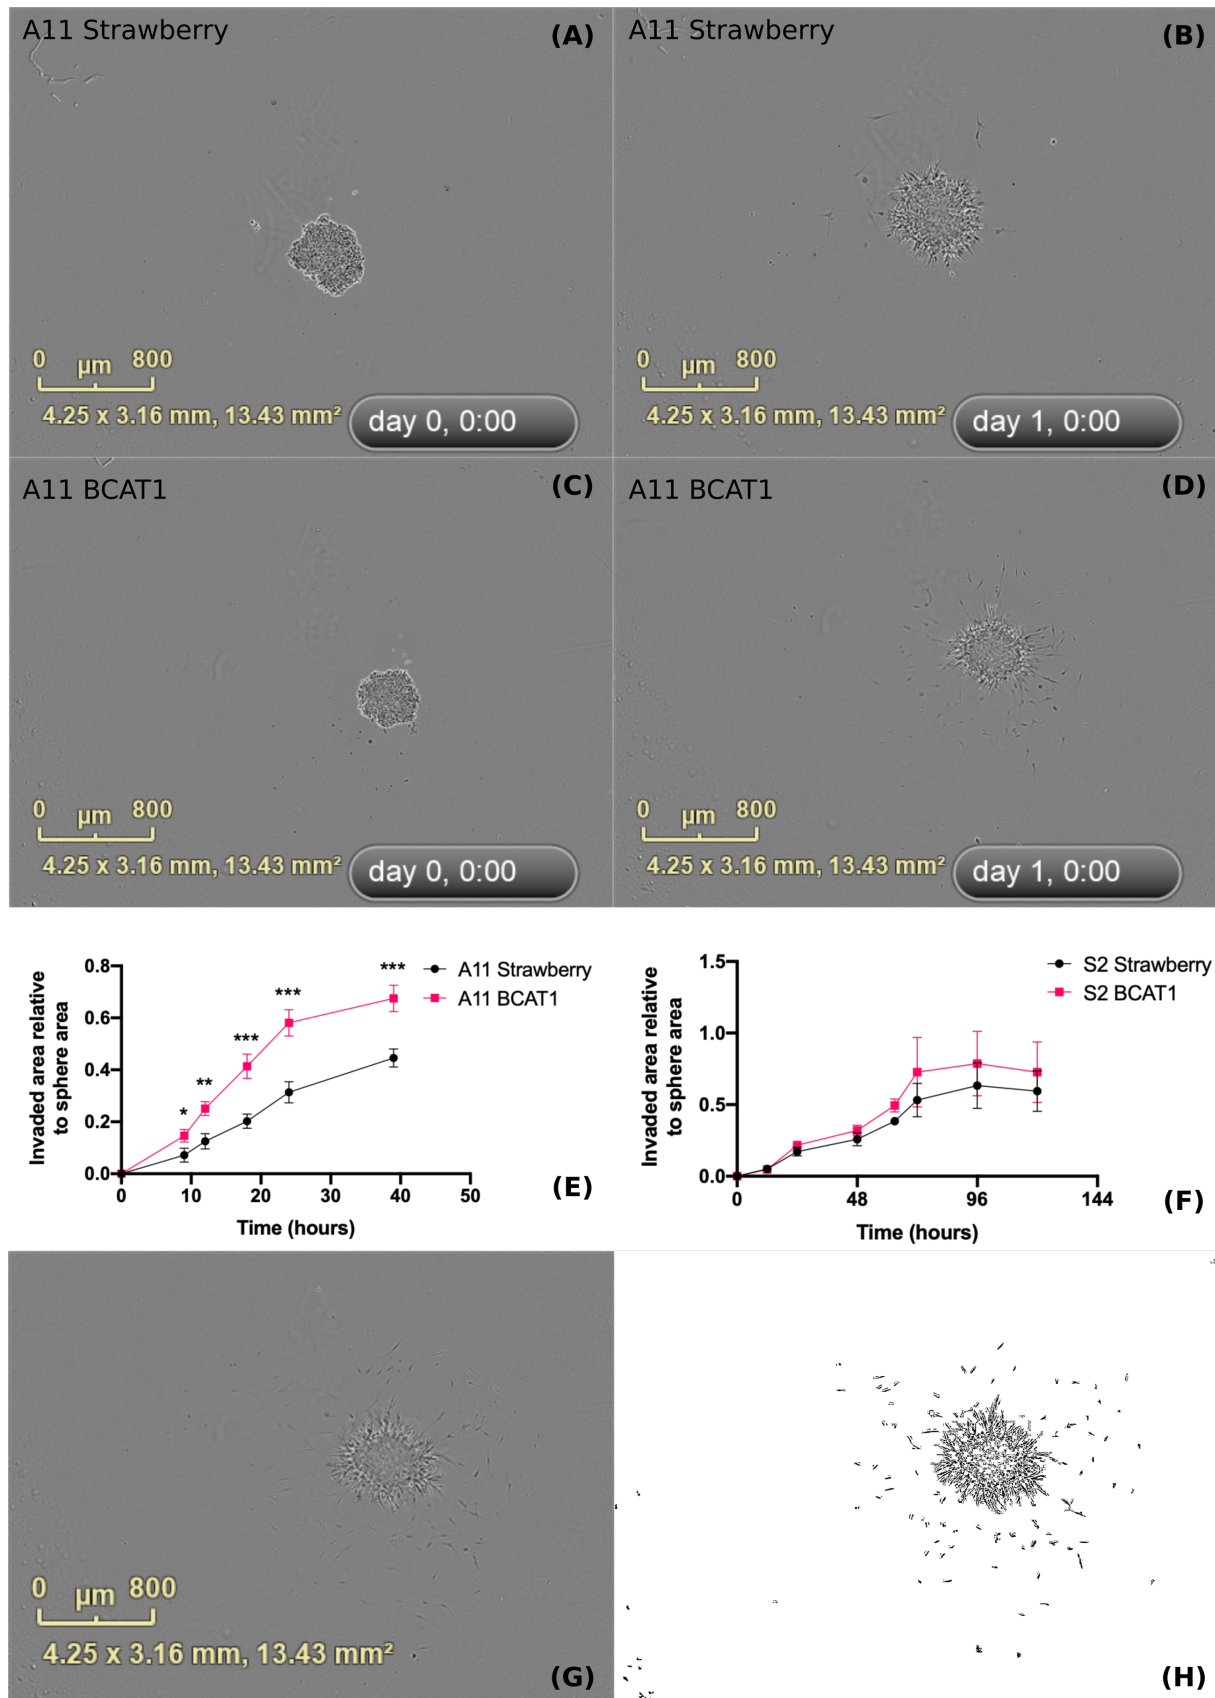 A11 Strawberry
(A)
0 µm 800
4.25 x 3.16 mm, 13.43 mm²
day 0, 0:00
A11 Strawberry
(B)
0 µm 800
4.25 x 3.16 mm, 13.43 mm²
day 1, 0:00
A11 BCAT1
(C)
0 µm 800
4.25 x 3.16 mm, 13.43 mm²
day 0, 0:00
A11 BCAT1
(D)
0 µm 800
4.25 x 3.16 mm, 13.43 mm²
day 1, 0:00
Invaded area relative
to sphere area
0.8
0.6
0.4
0.2
0.0
* ** *** *** ***
A11 Strawberry
A11 BCAT1
0 10 20 30 40 50
Time (hours)
(E)
Invaded area relative
to sphere area
1.5
1.0
0.5
0.0
S2 Strawberry
S2 BCAT1
0 48 96 144
Time (hours)
(F)
0 µm 800
4.25 x 3.16 mm, 13.43 mm²
(G)
(H)